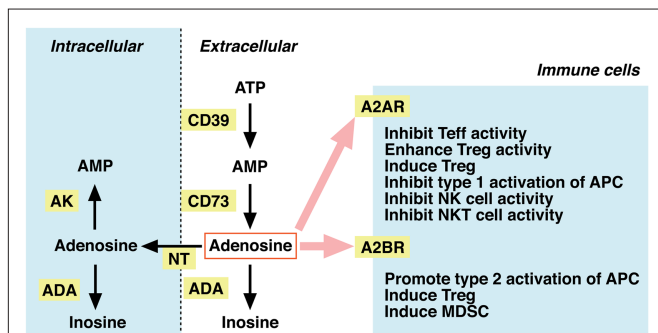 Intracellular
Extracellular
Immune cells
ATP
A2AR
CD39
Inhibit Teff activity
Enhance Treg activity
AMP
AMP
Induce Treg
Inhibit type 1 activation of APC
AK
CD73
Inhibit NK cell activity
Inhibit NKT cell activity
Adenosine
Adenosine
A2BR
NT
ADA
ADA
Promote type 2 activation of APC
Induce Treg
Inosine
Inosine
Induce MDSC